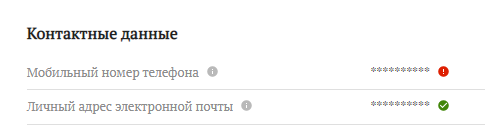 Контактные данные
Мобильный номер телефона **********
Личный адрес электронной почты **********